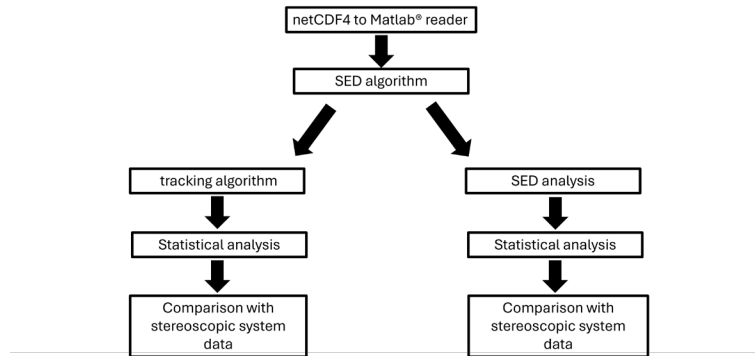 netCDF4 to Matlab® reader
SED algorithm
tracking algorithm
SED analysis
Statistical analysis
Statistical analysis
Comparison with
stereoscopic system
data
Comparison with
stereoscopic system
data